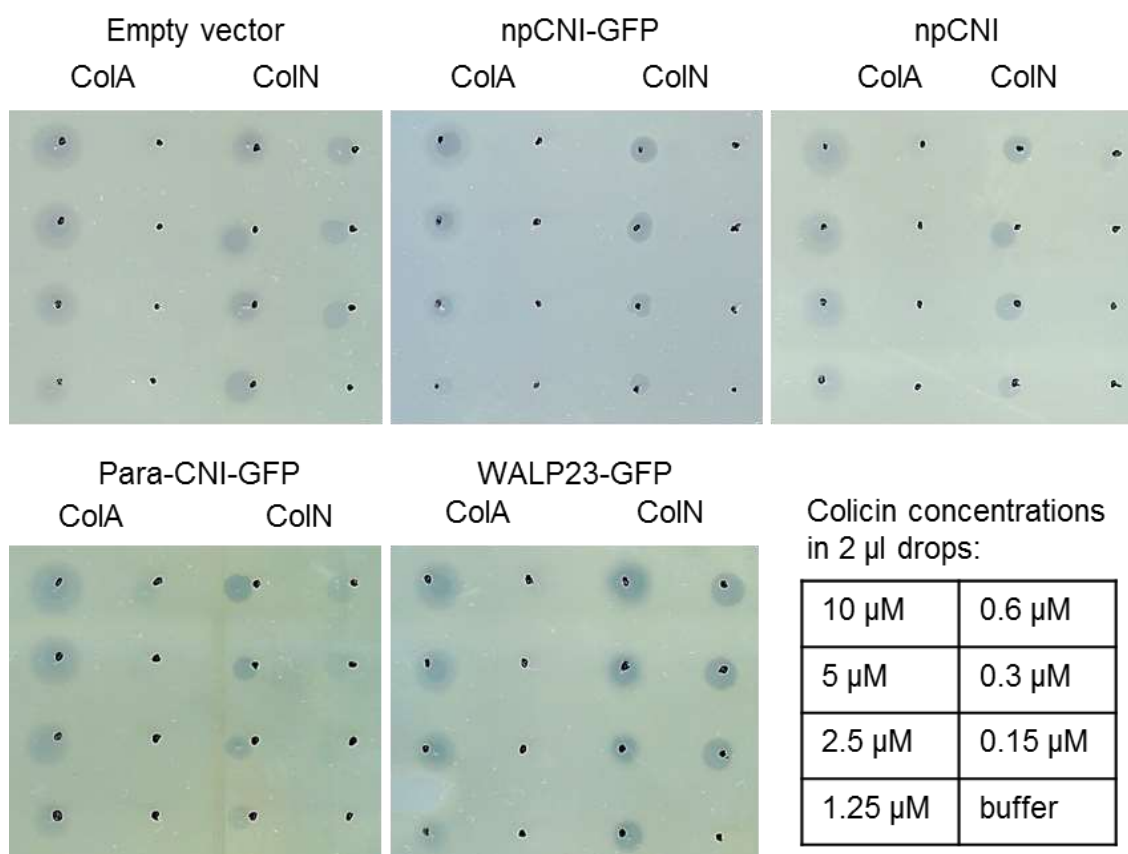 Empty vector
npCNI-GFP
npCNI
ColA
ColN
ColA
ColN
ColA
ColN
Para-CNI-GFP
WALP23-GFP
ColA
ColN
ColA
ColN
Colicin concentrations
in 2 µl drops:
10 µM
0.6 µM
5 µM
0.3 µM
2.5 µM
0.15 µM
1.25 µM
buffer